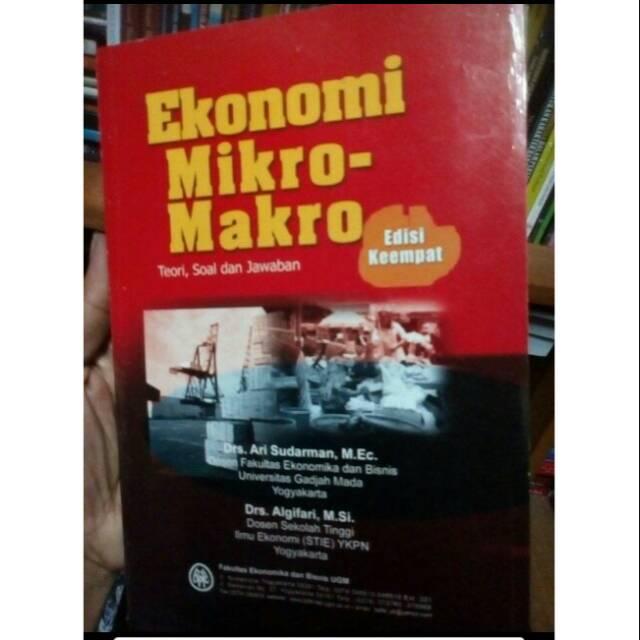 Ekonomi
Mikro-
Makro
Edisi
Keempat
Teori, Soal dan Jawaban
Drs. Ari Sudarman, M.Ec.
Dosen Fakultas Ekonomika dan Bisnis
Universitas Gadjah Mada
Yogyakarta
Drs. Algifari, M.Si.
Dosen Sekolah Tinggi
Ilmu Ekonomi (STIE) YKPN
Yogyakarta
Fakultas Ekonomika dan Bisnis UGM